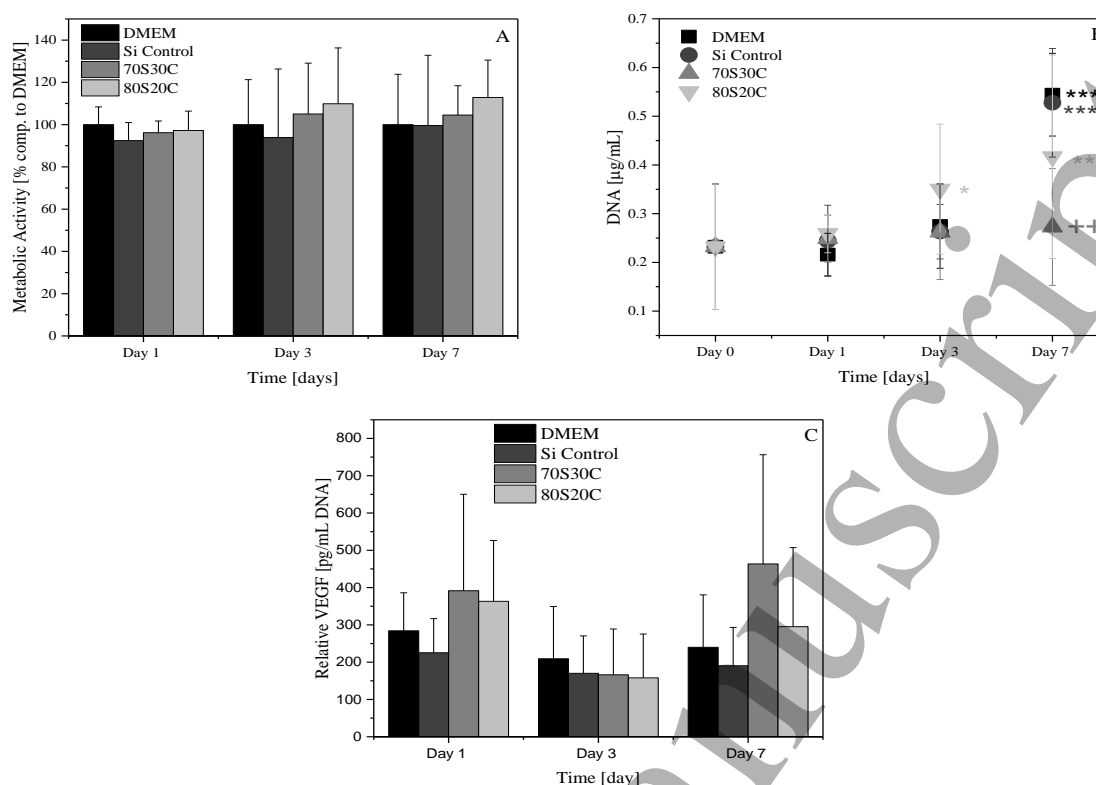 A
DMEM
Si Control
70S30C
80S20C
Metabolic Activity [% comp. to DMEM]
140
120
100
80
60
40
20
0
Day 1
Day 3
Day 7
Time [days]
DMEM
Si Control
70S30C
80S20C
DNA [µg/mL]
0.7
0.6
0.5
0.4
0.3
0.2
0.1
***
***
**
*
++
Day 0
Day 1
Day 3
Day 7
Time [days]
C
DMEM
Si Control
70S30C
80S20C
Relative VEGF [pg/mL DNA]
800
700
600
500
400
300
200
100
0
Day 1
Day 3
Day 7
Time [day]